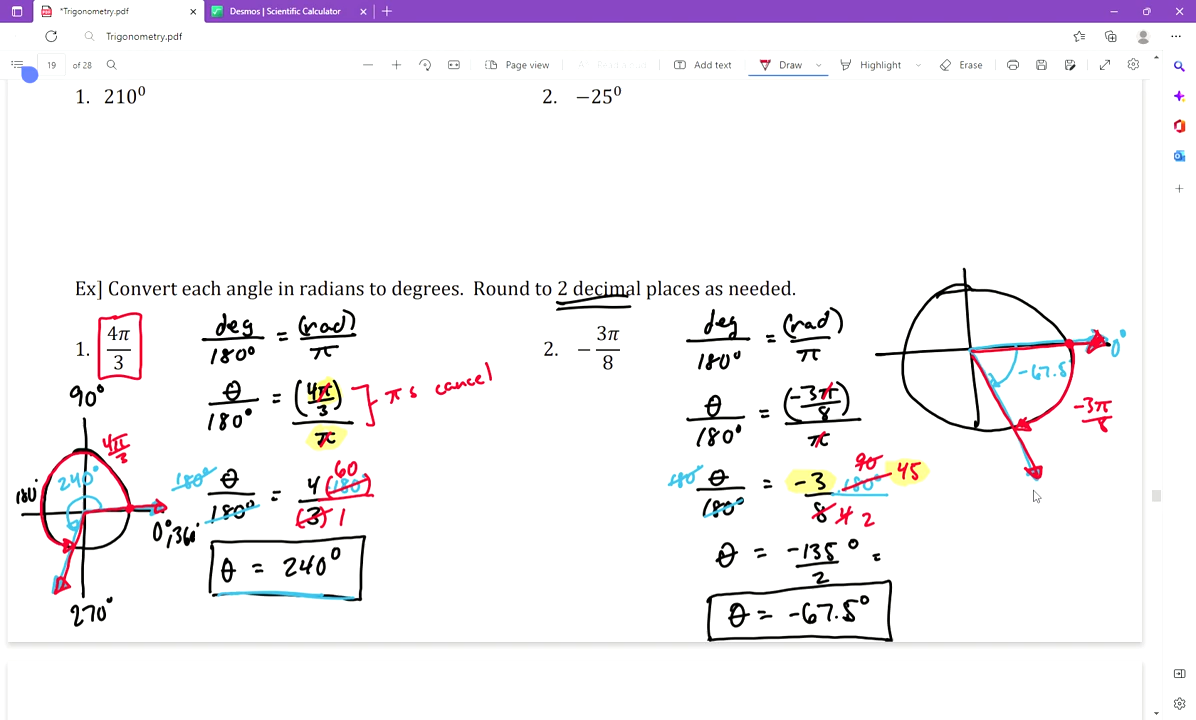 *Trigonometry.pdf
Desmos | Scientific Calculator
Trigonometry.pdf
19 of 28
Page view
Add text
Draw
Highlight
Erase
1. 210⁰
2. −25⁰
Ex] Convert each angle in radians to degrees. Round to 2 decimal places as needed.
1. 4π/3
deg/180° = (rad)/π
θ/180° = (4π/3)/π
πs cancel
180° θ/180° = 4(180°)/(3) 60 1
θ = 240°
90°
4π/3
240°
180°
0°, 360°
270°
2. −3π/8
deg/180° = (rad)/π
θ/180° = (−3π/8)/π
180° θ/180° = −3/8 180° 90 45 4 2
θ = −135°/2 =
θ = −67.5°
0°
−67.5°
−3π/8